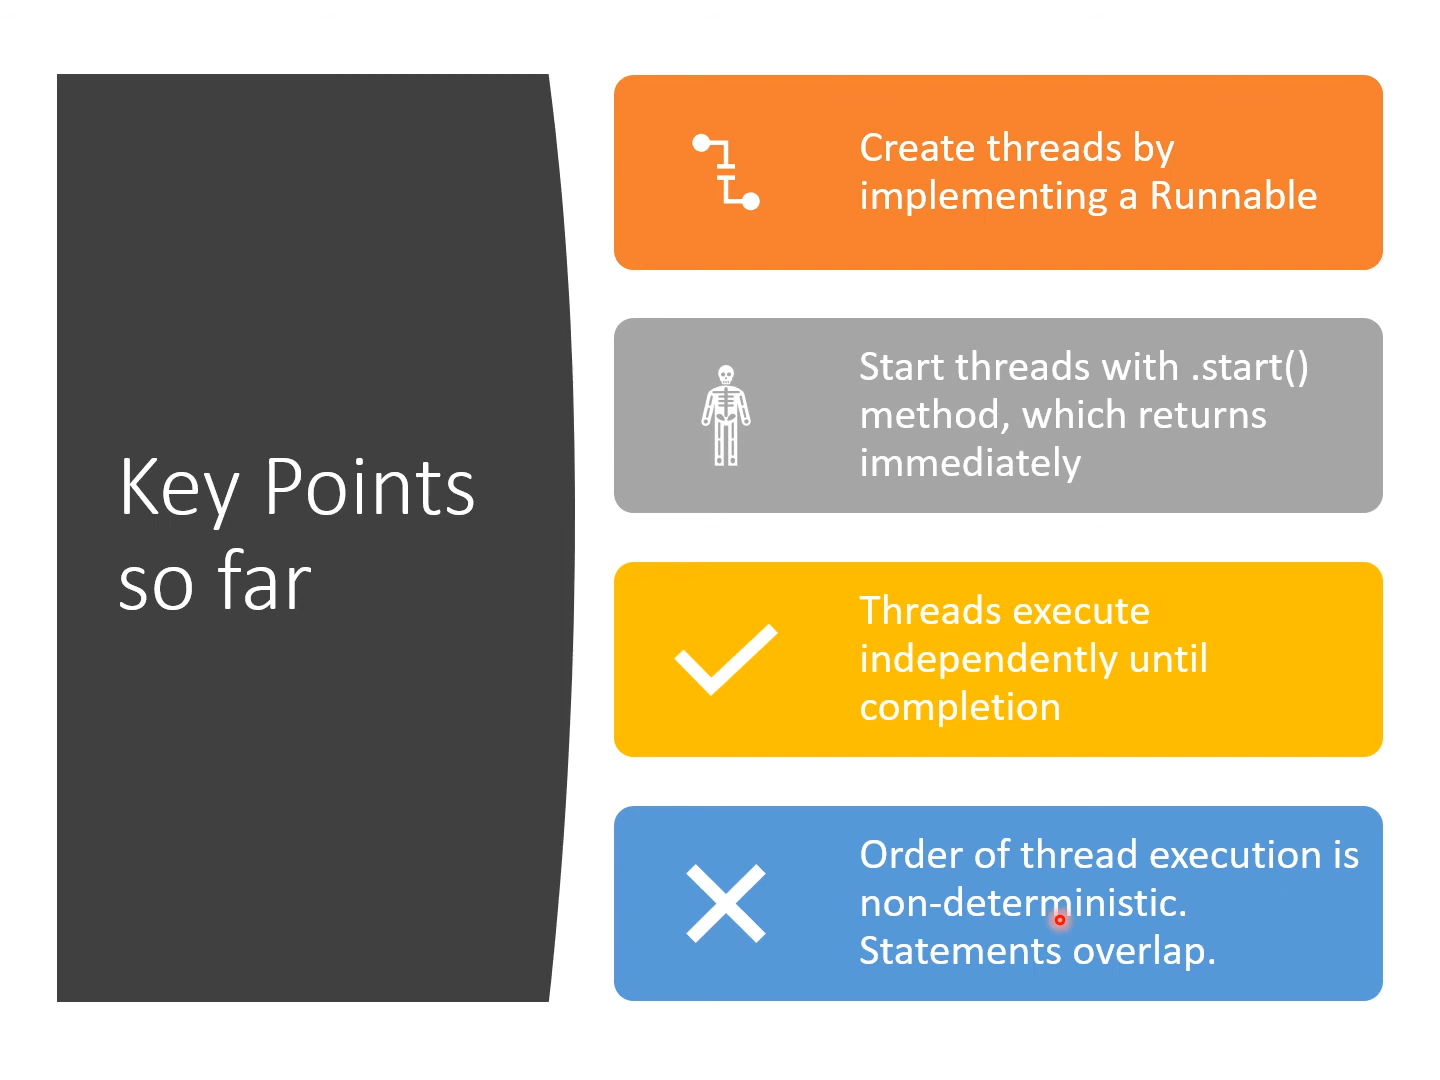 Key Points
so far
Create threads by
implementing a Runnable
Start threads with .start()
method, which returns
immediately
Threads execute
independently until
completion
Order of thread execution is
non-deterministic.
Statements overlap.